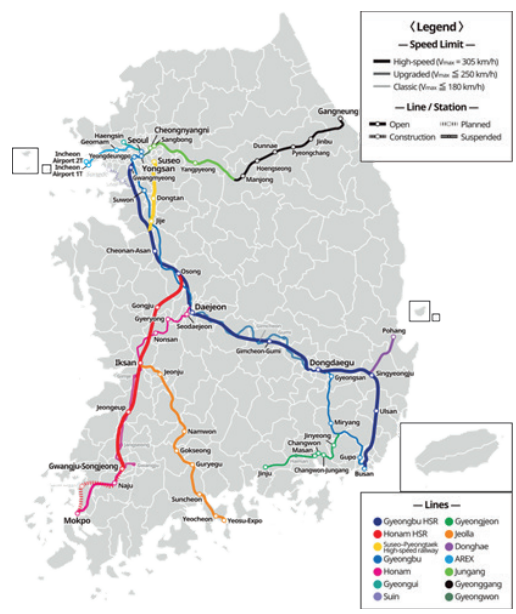 〈 Legend 〉
— Speed Limit —
High-speed (Vmax = 305 km/h)
Upgraded (Vmax ≦ 250 km/h)
Classic (Vmax ≦ 180 km/h)
— Line / Station —
Open
Planned
Construction
Suspended
Gangneung
Jinbu
Dunnae
Pyeongchang
Hoengseong
Manjong
Haengsin
Geomam
Seoul
Cheongnyangni
Sangbong
Incheon
Airport 2T
Incheon
Airport 1T
Yeongdeungpo
Suseo
Yongsan
Yangpyeong
Gwangmyeong
Suwon
Dongtan
Jije
Cheonan-Asan
Osong
Gongju
Gyeryong
Daejeon
Seodaejeon
Nonsan
Gimcheon-Gumi
Dongdaegu
Pohang
Iksan
Jeonju
Gyeongsan
Singyeongju
Jeongeup
Miryang
Ulsan
Namwon
Gokseong
Guryegu
Jinyeong
Changwon
Masan
Gupo
Gwangju-Songjeong
Jinju
Changwon-Jungang
Busan
Naju
Suncheon
Mokpo
Yeocheon
Yeosu-Expo
— Lines —
Gyeongbu HSR
Gyeongjeon
Honam HSR
Jeolla
Suseo-Pyeongtaek
High-speed railway
Donghae
Gyeongbu
AREX
Honam
Jungang
Gyeongui
Gyeonggang
Suin
Gyeongwon